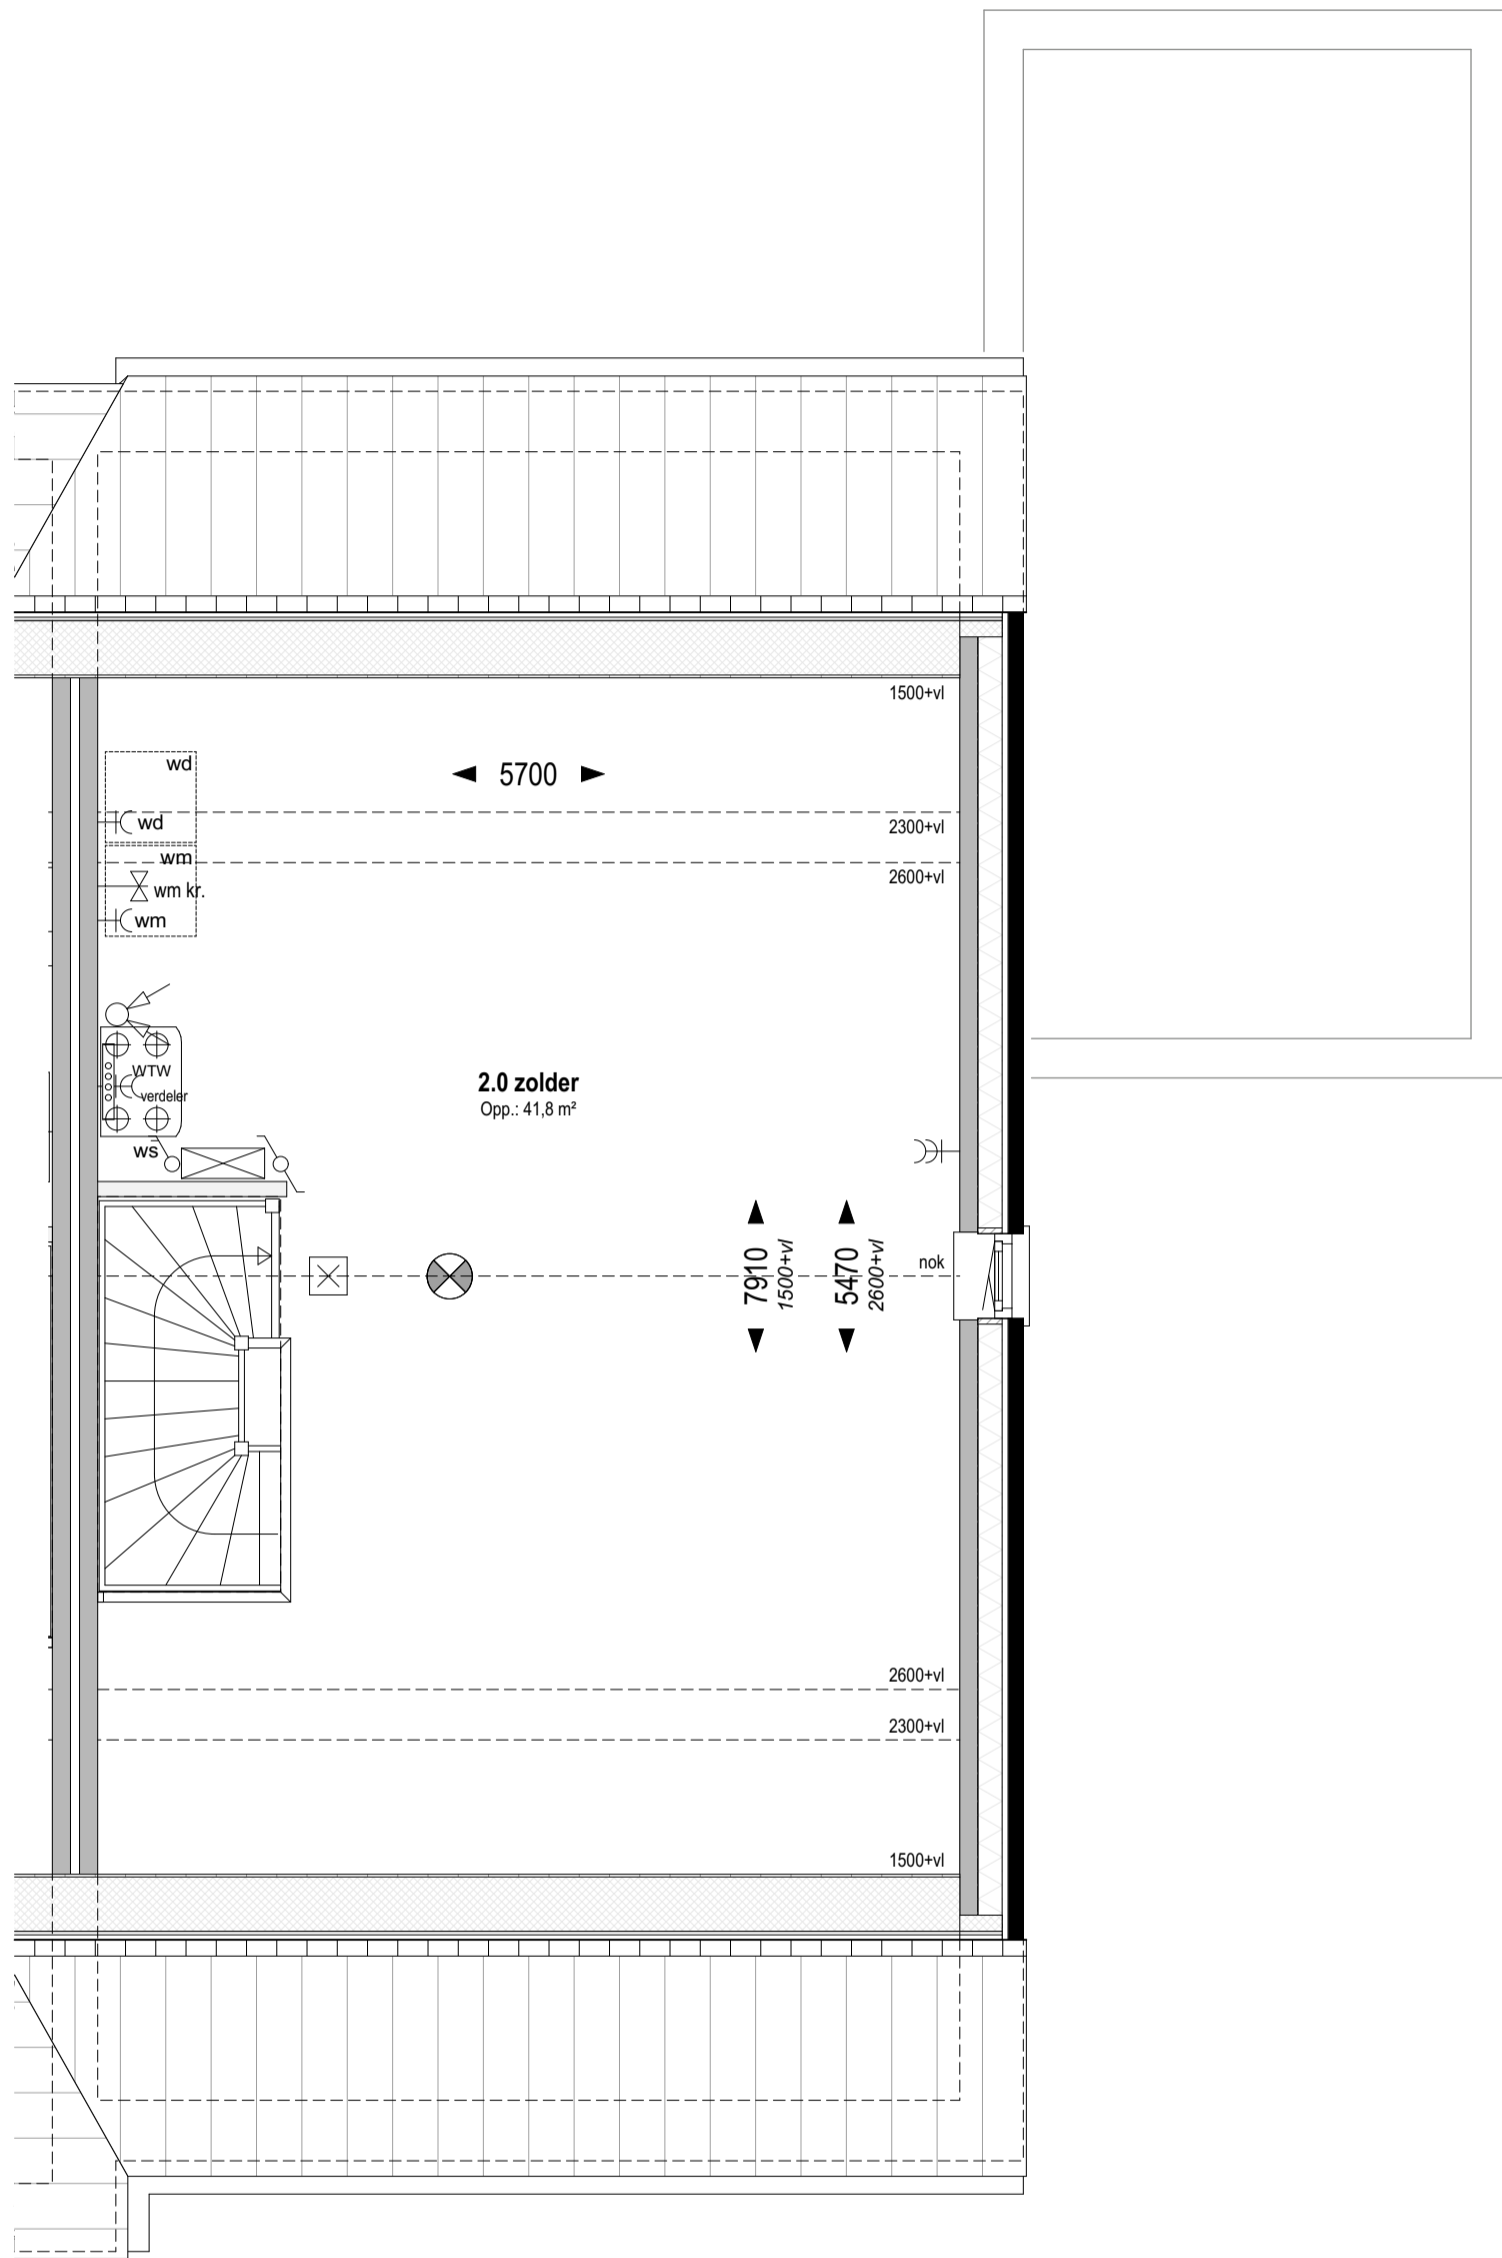 1500+vl
wd
5700
wd
2300+vl
wm
2600+vl
wm kr.
wm
WTW
verdeler
2.0 zolder
Opp.: 41,8 m²
ws
7910
1500+vl
5470
2600+vl
nok
2600+vl
2300+vl
1500+vl